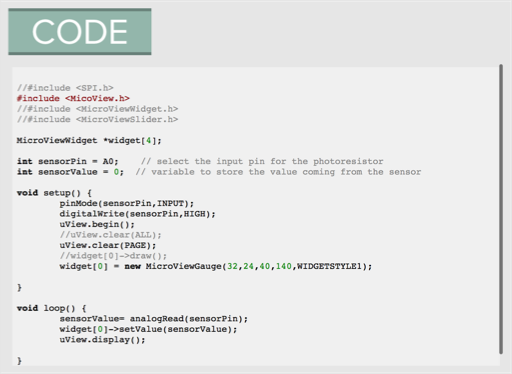 CODE
//#include <SPI.h>
#include <MicoView.h>
//#include <MicroViewWidget.h>
//#include <MicroViewSlider.h>
MicroViewWidget *widget[4];
int sensorPin = A0;    // select the input pin for the photoresistor
int sensorValue = 0;  // variable to store the value coming from the sensor
void setup() {
        pinMode(sensorPin,INPUT);
        digitalWrite(sensorPin,HIGH);
        uView.begin();
        //uView.clear(ALL);
        uView.clear(PAGE);
        //widget[0]->draw();
        widget[0] = new MicroViewGauge(32,24,40,140,WIDGETSTYLE1);
}
void loop() {
        sensorValue= analogRead(sensorPin);
        widget[0]->setValue(sensorValue);
        uView.display();
}